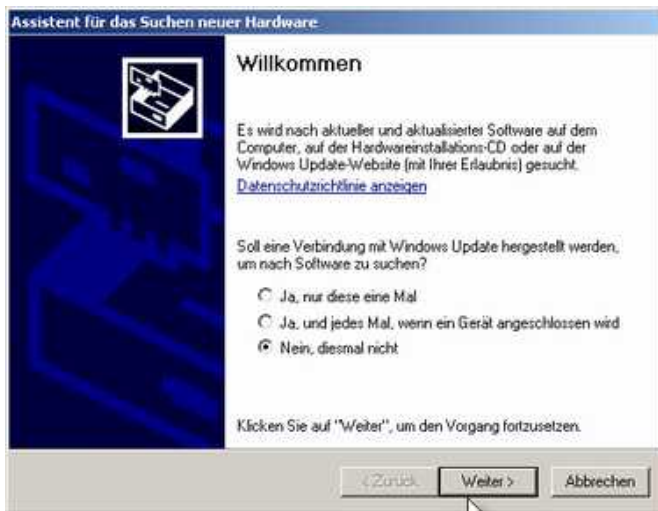 Assistent für das Suchen neuer Hardware
Willkommen
Es wird nach aktueller und aktualisierter Software auf dem
Computer, auf der Hardwareinstallations-CD oder auf der
Windows Update-Website (mit Ihrer Erlaubnis) gesucht.
Datenschutzrichtlinie anzeigen
Soll eine Verbindung mit Windows Update hergestellt werden,
um nach Software zu suchen?
Ja, nur diese eine Mal
Ja, und jedes Mal, wenn ein Gerät angeschlossen wird
Nein, diesmal nicht
Klicken Sie auf "Weiter", um den Vorgang fortzusetzen.
< Zurück Weiter > Abbrechen